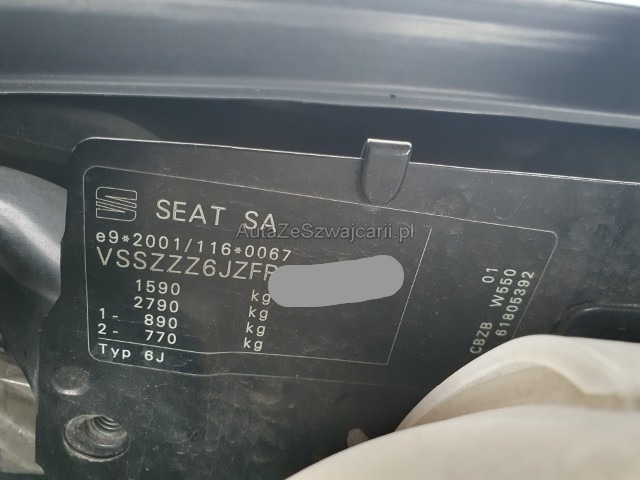 SEAT SA
AutaZeSzwajcarii.pl
e9*2001/116*0067
VSSZZZ6JZF
1590 kg
2790 kg
1- 890 kg
2- 770 kg
Typ 6J
CBZB W550 01
61805392